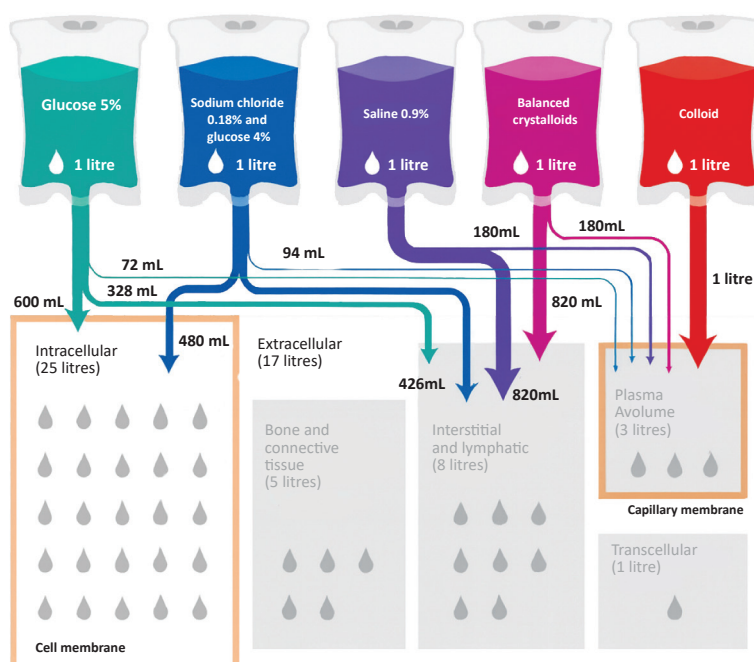 Glucose 5%
1 litre
Sodium chloride
0.18% and
glucose 4%
1 litre
Saline 0.9%
1 litre
Balanced
crystalloids
1 litre
Colloid
1 litre
72 mL
94 mL
180mL
180mL
600 mL
328 mL
820 mL
1 litre
480 mL
426mL
820mL
Intracellular
(25 litres)
Cell membrane
Extracellular
(17 litres)
Bone and
connective
tissue
(5 litres)
Interstitial
and lymphatic
(8 litres)
Plasma
Avolume
(3 litres)
Capillary membrane
Transcellular
(1 litre)